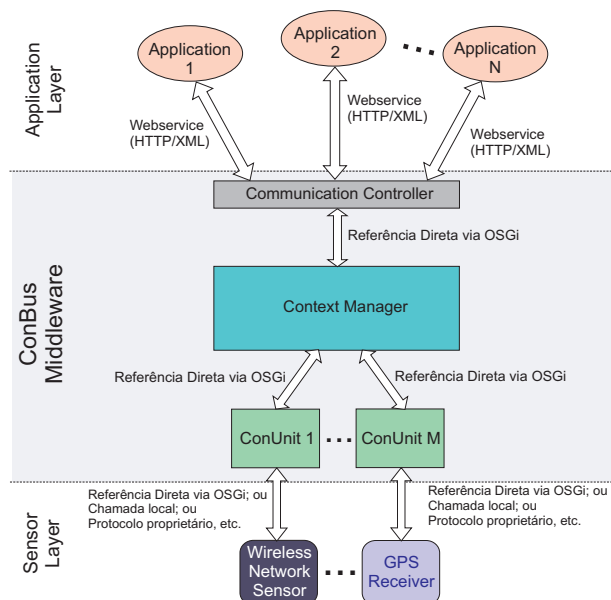 Application
1
Application
2
Application
N
Application
Layer
Webservice
(HTTP/XML)
Webservice
(HTTP/XML)
Webservice
(HTTP/XML)
Communication Controller
Referência Direta via OSGi
ConBus
Middleware
Context Manager
Referência Direta via OSGi
Referência Direta via OSGi
ConUnit 1
ConUnit M
Referência Direta via OSGi; ou
Chamada local; ou
Protocolo proprietário, etc.
Referência Direta via OSGi; ou
Chamada local; ou
Protocolo proprietário, etc.
Sensor
Layer
Wireless
Network
Sensor
GPS
Receiver